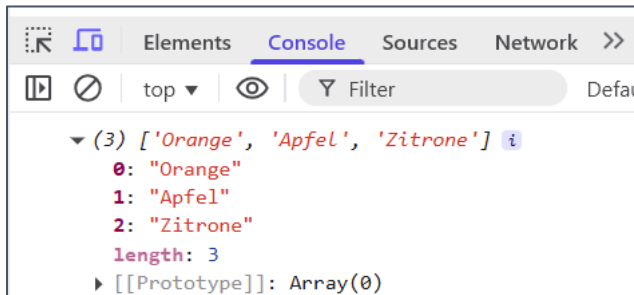 Elements Console Sources Network
top ▼ Filter Defau
▼ (3) ['Orange', 'Apfel', 'Zitrone'] i
0: "Orange"
1: "Apfel"
2: "Zitrone"
length: 3
▶ [[Prototype]]: Array(0)